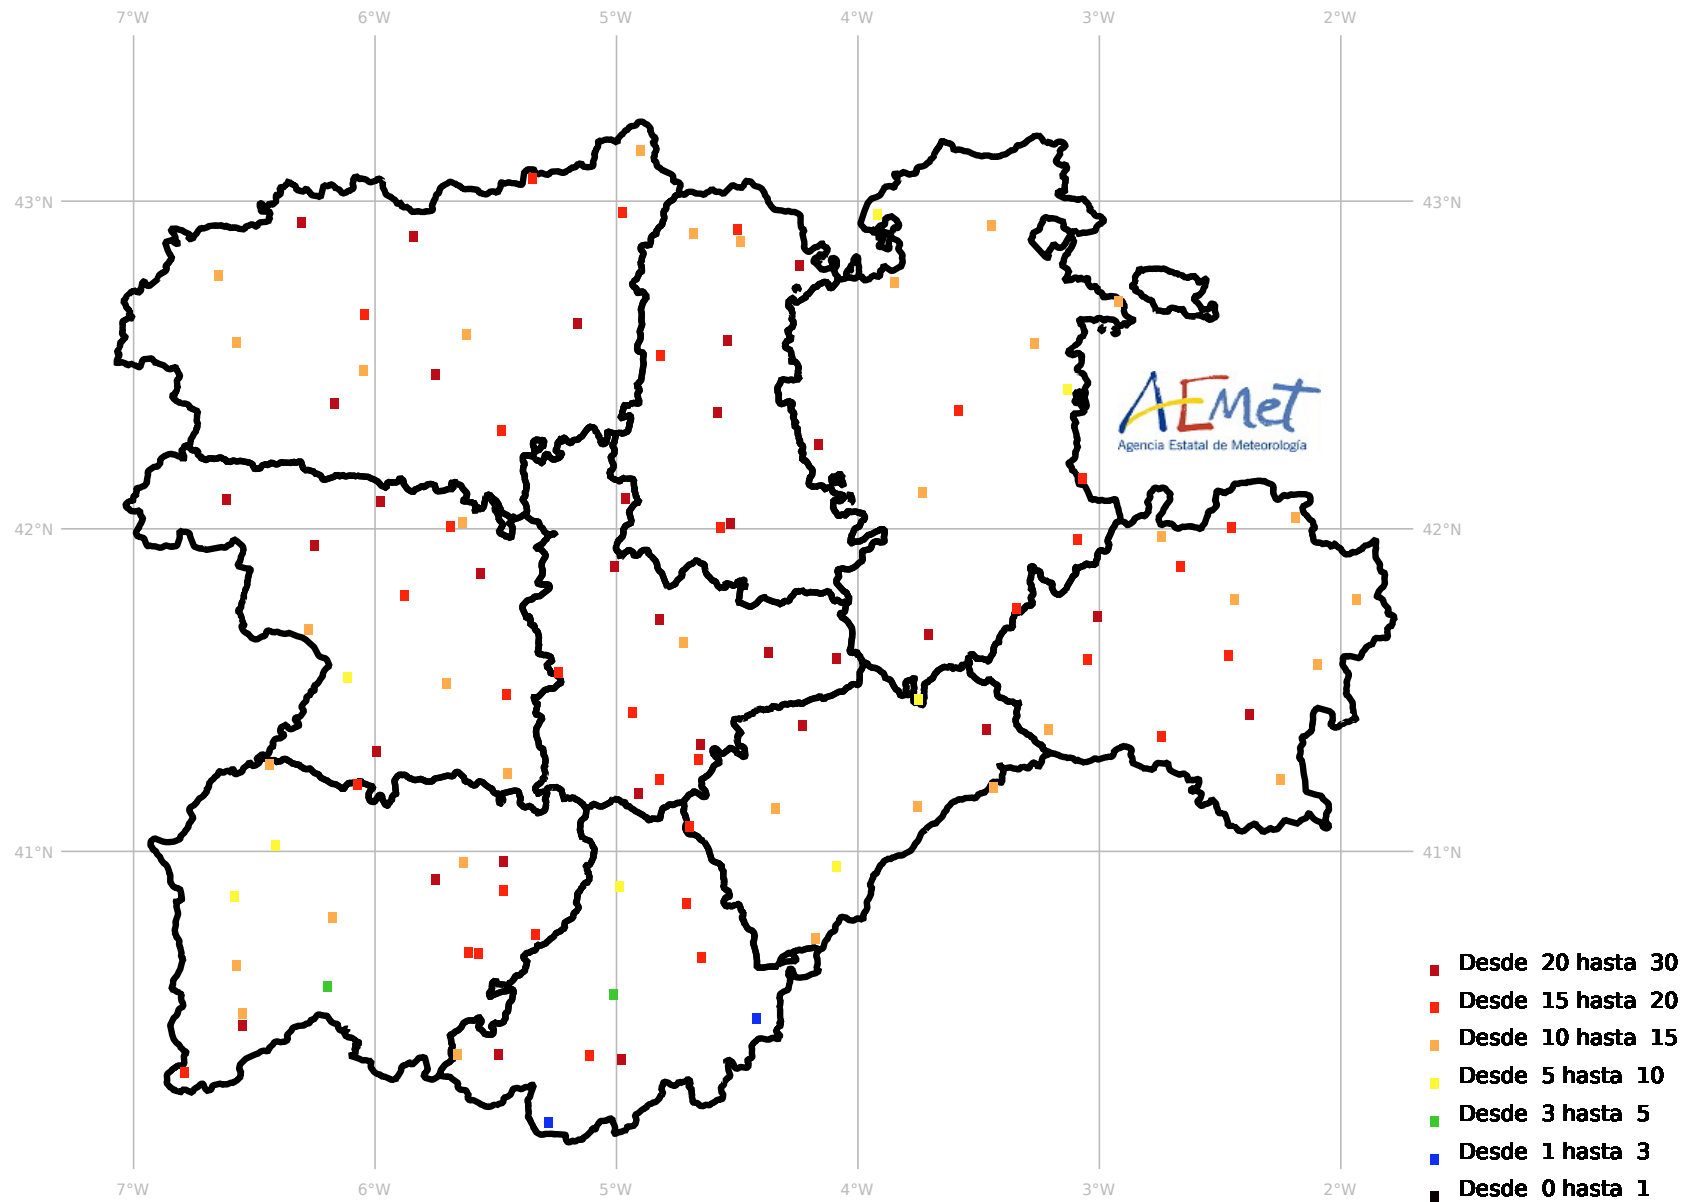 7°W 6°W 5°W 4°W 3°W 2°W
43°N 43°N
AEMet
Agencia Estatal de Meteorología
42°N 42°N
41°N 41°N
Desde 20 hasta 30
Desde 15 hasta 20
Desde 10 hasta 15
Desde 5 hasta 10
Desde 3 hasta 5
Desde 1 hasta 3
Desde 0 hasta 1
7°W 6°W 5°W 4°W 3°W 2°W